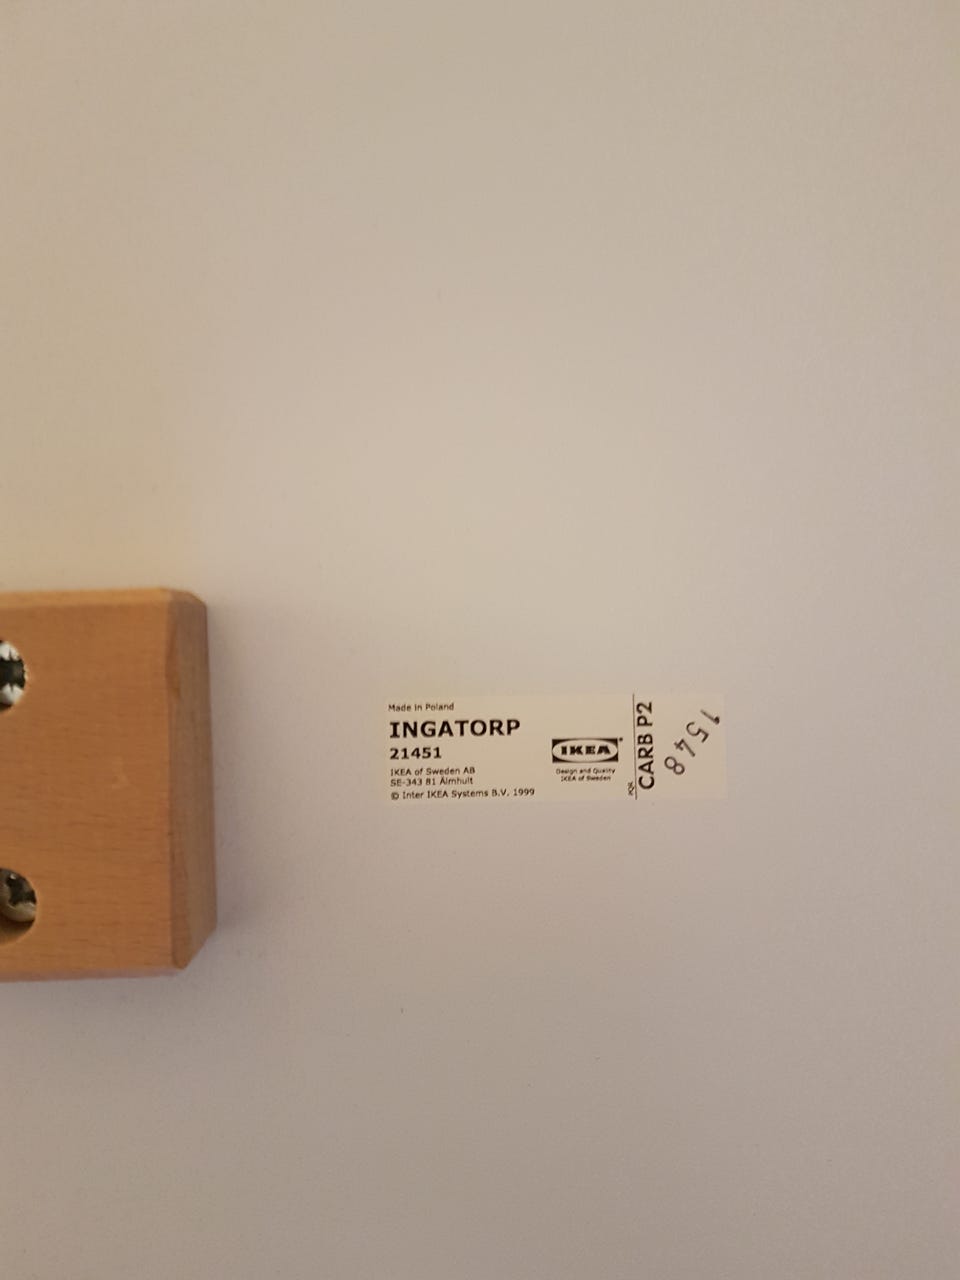 Made in Poland
INGATORP
21451
IKEA of Sweden AB
SE-343 81 Älmhult
© Inter IKEA Systems B.V. 1999
IKEA®
Design and Quality
IKEA of Sweden
CARB P2
1548